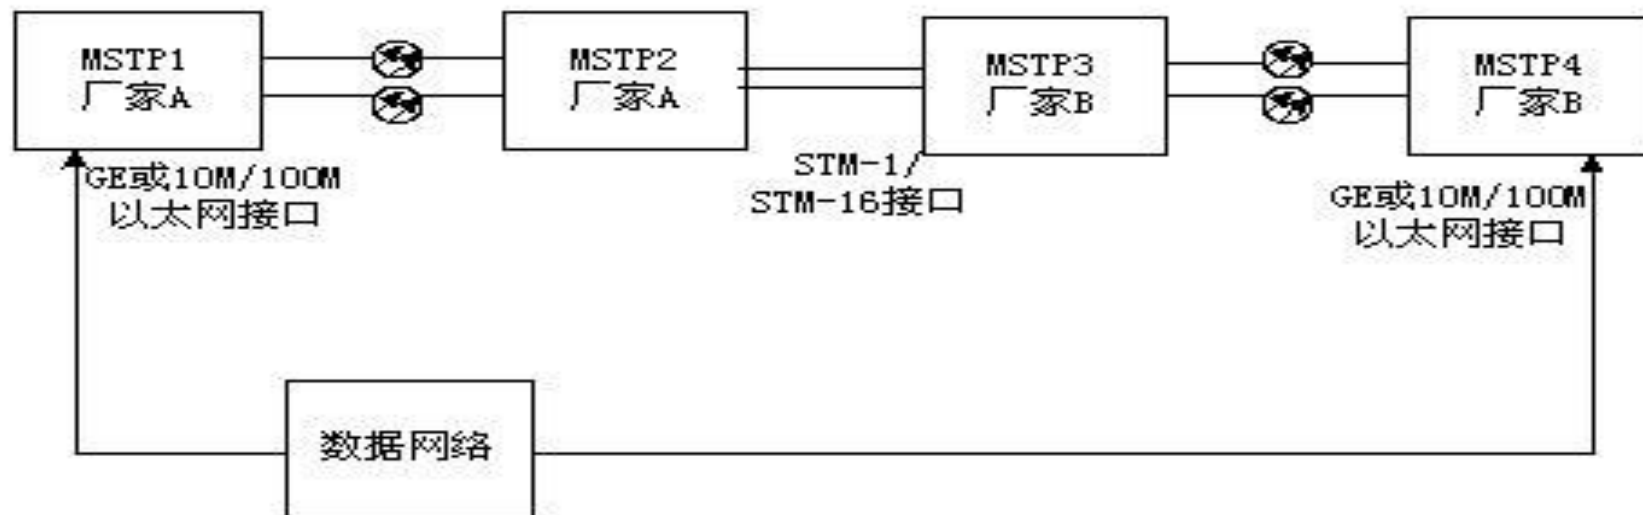 MSTP1
厂家A
MSTP2
厂家A
MSTP3
厂家B
MSTP4
厂家B
GE或10M/100M
以太网接口
STM-1/
STM-16接口
GE或10M/100M
以太网接口
数据网络